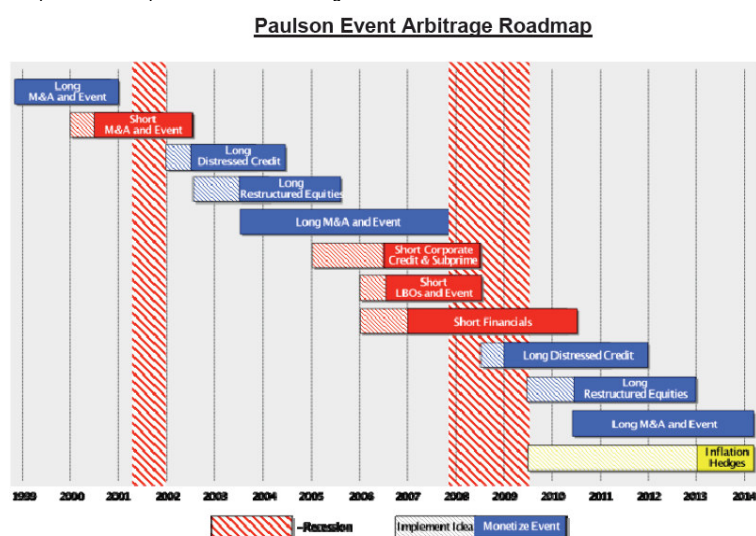 Paulson Event Arbitrage Roadmap
Long
M&A and Event
Short
M&A and Event
Long
Distressed Credit
Long
Restructured Equities
Long M&A and Event
Short Corporate
Credit & Subprime
Short
LBOs and Event
Short Financials
Long Distressed Credit
Long
Restructured Equities
Long M&A and Event
Inflation
Hedges
1999 2000 2001 2002 2003 2004 2005 2006 2007 2008 2009 2010 2011 2012 2013 2014
=Recession
Implement Idea Monetize Event